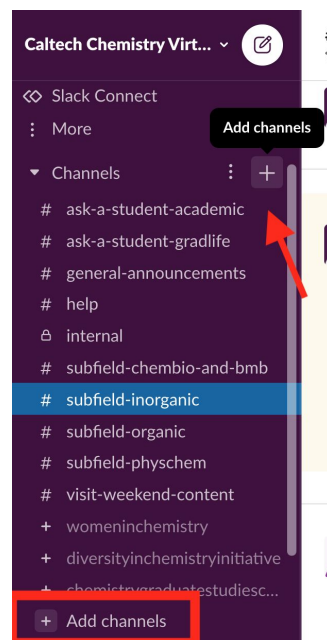 Caltech Chemistry Virt...
Slack Connect
More
Add channels
Channels
# ask-a-student-academic
# ask-a-student-gradlife
# general-announcements
# help
internal
# subfield-chembio-and-bmb
# subfield-inorganic
# subfield-organic
# subfield-physchem
# visit-weekend-content
+ womeninchemistry
+ diversityinchemistryinitiative
+ chemistrygraduatestudiesc...
+ Add channels